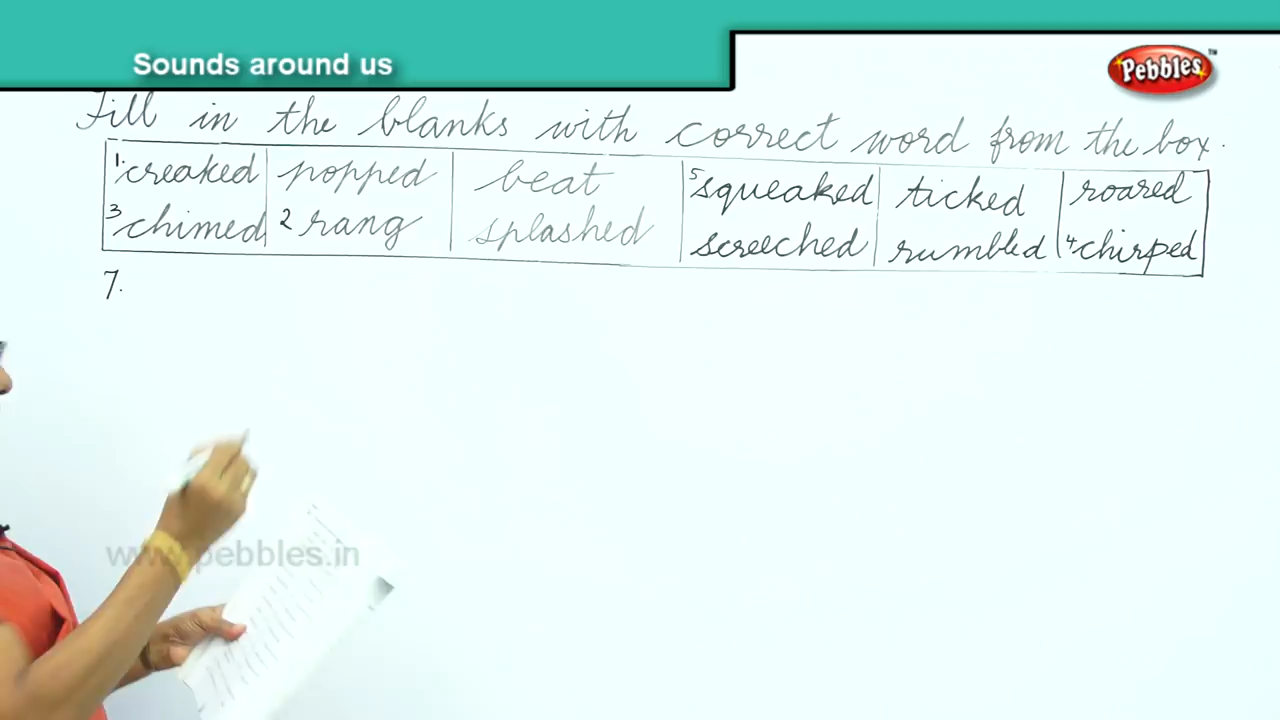 Sounds around us
Pebbles™
Fill in the blanks with correct word from the box.
1. creaked popped beat 5 squeaked ticked roared
3 chimed 2 rang splashed screeched rumbled 4 chirped
7.
www.pebbles.in